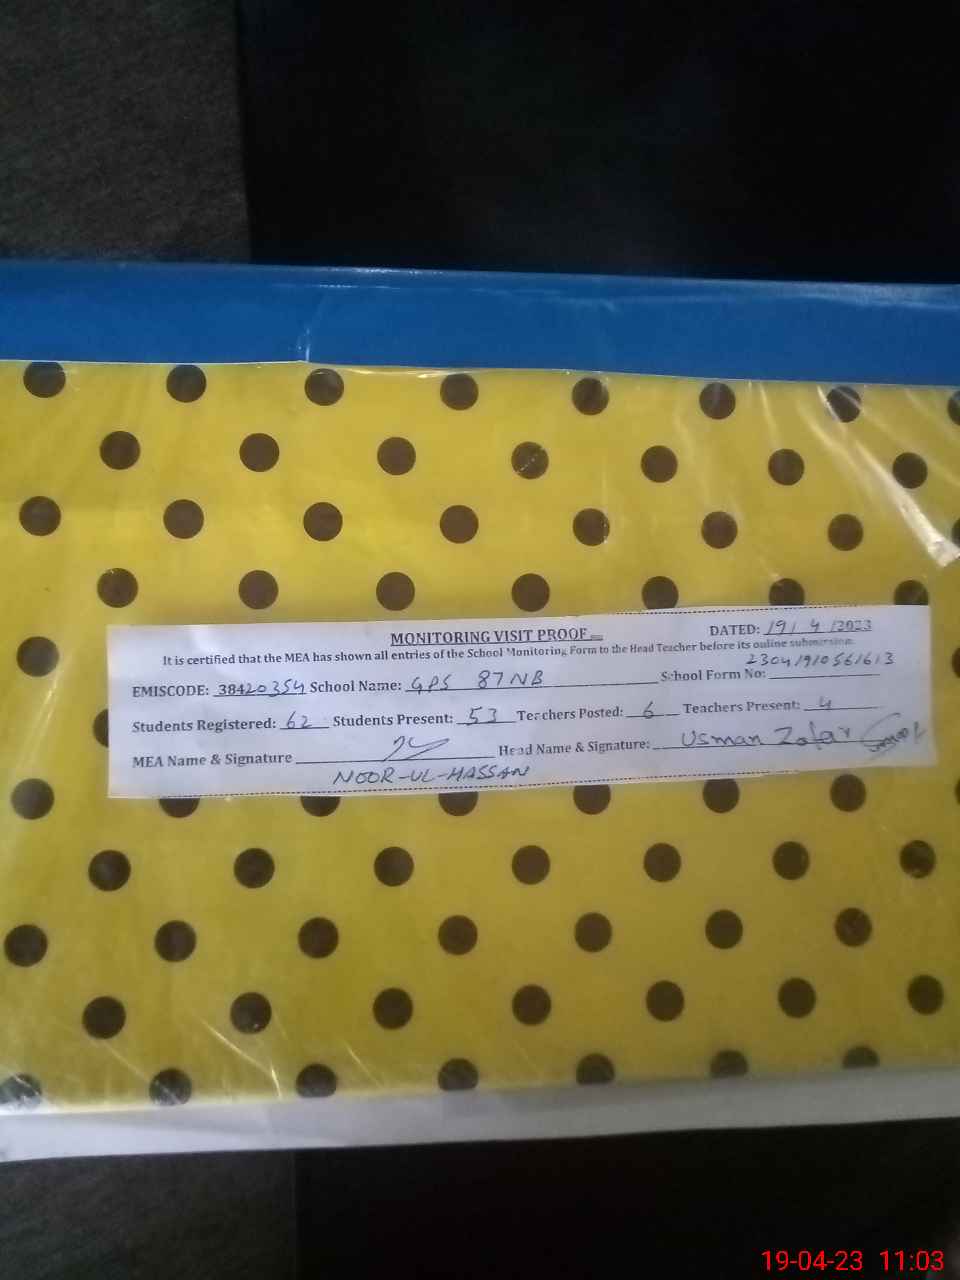 MONITORING VISIT PROOF
DATED: 19/ 4 /2023
It is certified that the MEA has shown all entries of the School Monitoring Form to the Head Teacher before its online submission.
EMISCODE: 38420354 School Name: GPS 87NB School Form No: 23041910561613
Students Registered: 62 Students Present: 53 Teachers Posted: 6 Teachers Present: 4
MEA Name & Signature Head Name & Signature: Usman Zafar
NOOR-UL-HASSAN
19-04-23 11:03